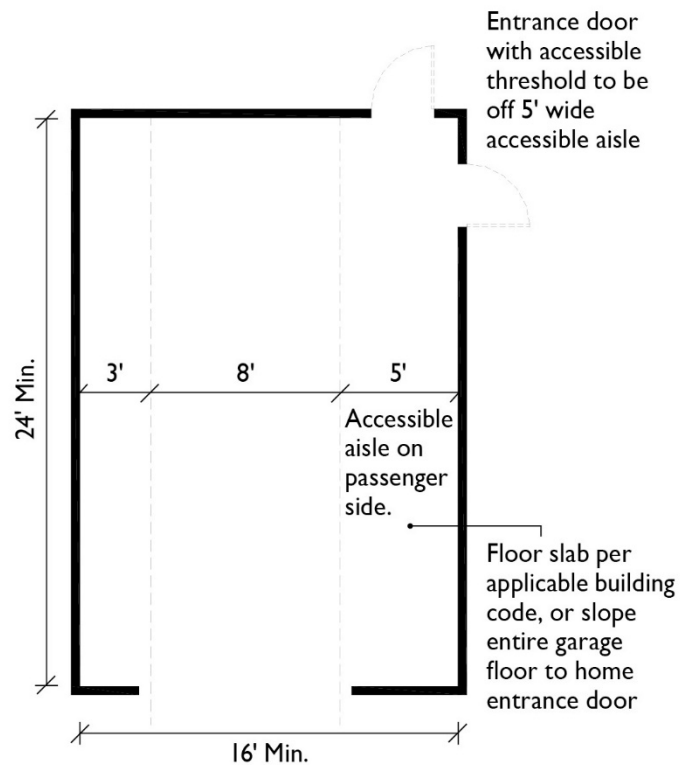 Entrance door
with accessible
threshold to be
off 5' wide
accessible aisle
24' Min.
3'
8'
5'
Accessible
aisle on
passenger
side.
Floor slab per
applicable building
code, or slope
entire garage
floor to home
entrance door
16' Min.